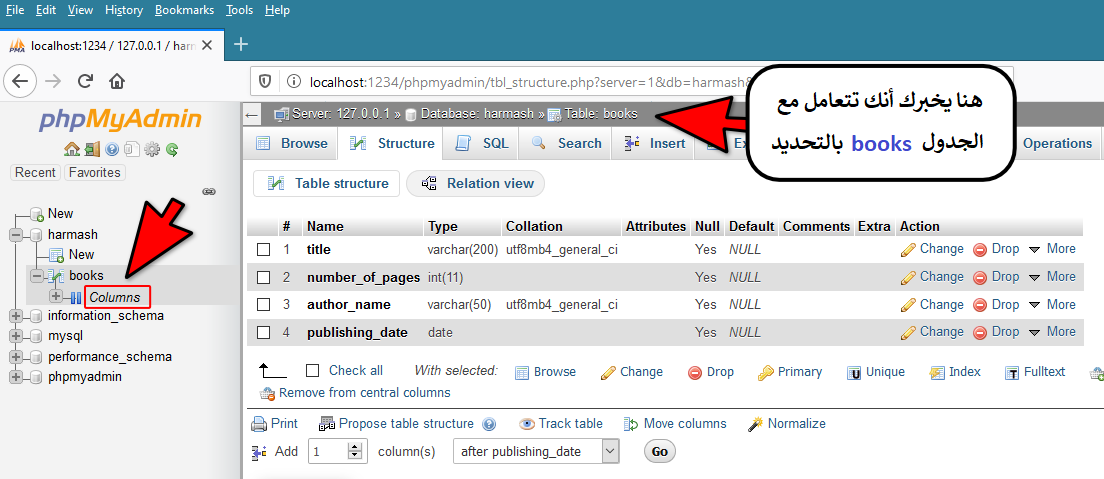 File Edit View History Bookmarks Tools Help
localhost:1234 / 127.0.0.1 / harm
localhost:1234/phpmyadmin/tbl_structure.php?server=1&db=harmash
phpMyAdmin
Recent Favorites
New
harmash
New
books
Columns
information_schema
mysql
performance_schema
phpmyadmin
Server: 127.0.0.1 » Database: harmash » Table: books
هنا يخبرك أنك تتعامل مع
الجدول books بالتحديد
Browse Structure SQL Search Insert Operations
Table structure Relation view
# Name Type Collation Attributes Null Default Comments Extra Action
1 title varchar(200) utf8mb4_general_ci Yes NULL Change Drop More
2 number_of_pages int(11) Yes NULL Change Drop More
3 author_name varchar(50) utf8mb4_general_ci Yes NULL Change Drop More
4 publishing_date date Yes NULL Change Drop More
Check all With selected: Browse Change Drop Primary Unique Index Fulltext
Remove from central columns
Print Propose table structure Track table Move columns Normalize
Add 1 column(s) after publishing_date Go